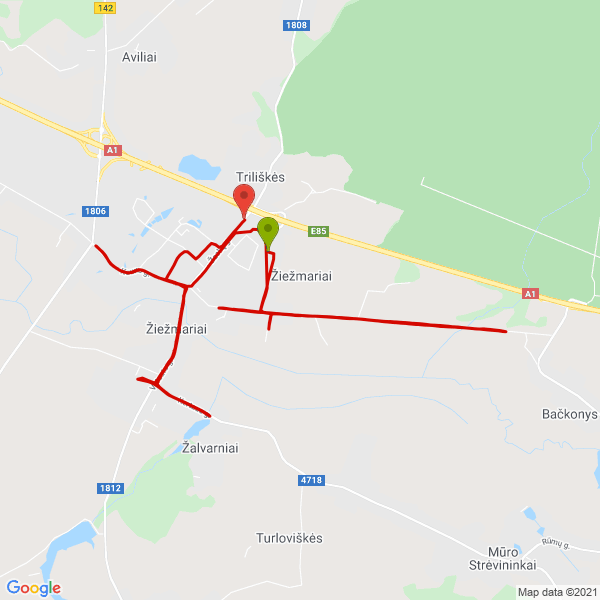 142
1808
Aviliai
A1
Triliškės
1806
E85
Žiežmariai
A1
Žiežmariai
Bačkonys
Žalvarniai
4718
1812
Turloviškės
Rūmų g.
Mūro
Strėvininkai
Google
Map data ©2021